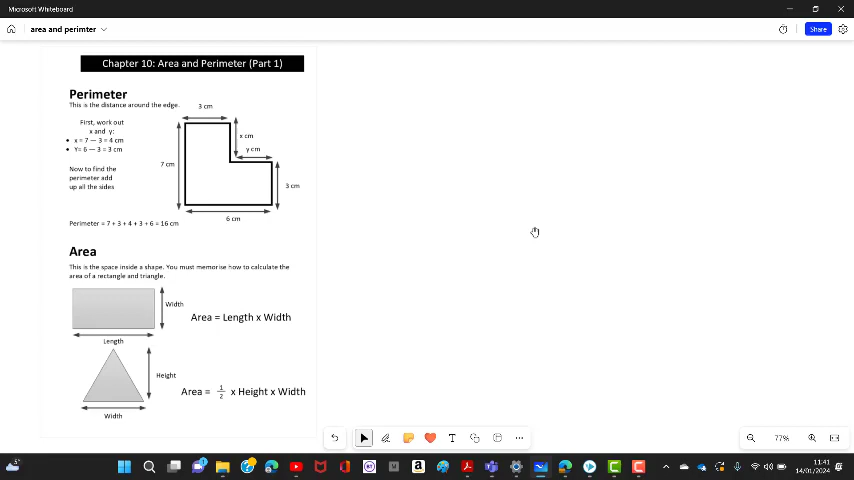 Microsoft Whiteboard
area and perimter
Share
Chapter 10: Area and Perimeter (Part 1)
Perimeter
This is the distance around the edge.
3 cm
First, work out
x and y:
• x = 7 — 3 = 4 cm
• Y= 6 — 3 = 3 cm
x cm
y cm
7 cm
Now to find the
perimeter add
up all the sides
3 cm
6 cm
Perimeter = 7 + 3 + 4 + 3 + 6 = 16 cm
Area
This is the space inside a shape. You must memorise how to calculate the
area of a rectangle and triangle.
Width
Area = Length x Width
Length
Height
Area = 1/2 x Height x Width
Width
77%
11:41
14/01/2024